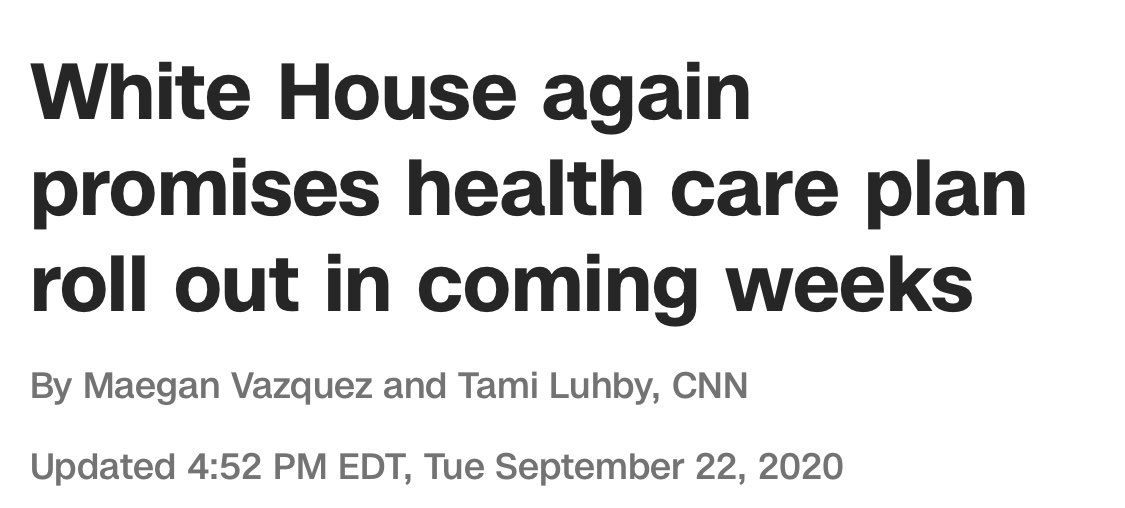 White House again
promises health care plan
roll out in coming weeks
By Maegan Vazquez and Tami Luhby, CNN
Updated 4:52 PM EDT, Tue September 22, 2020